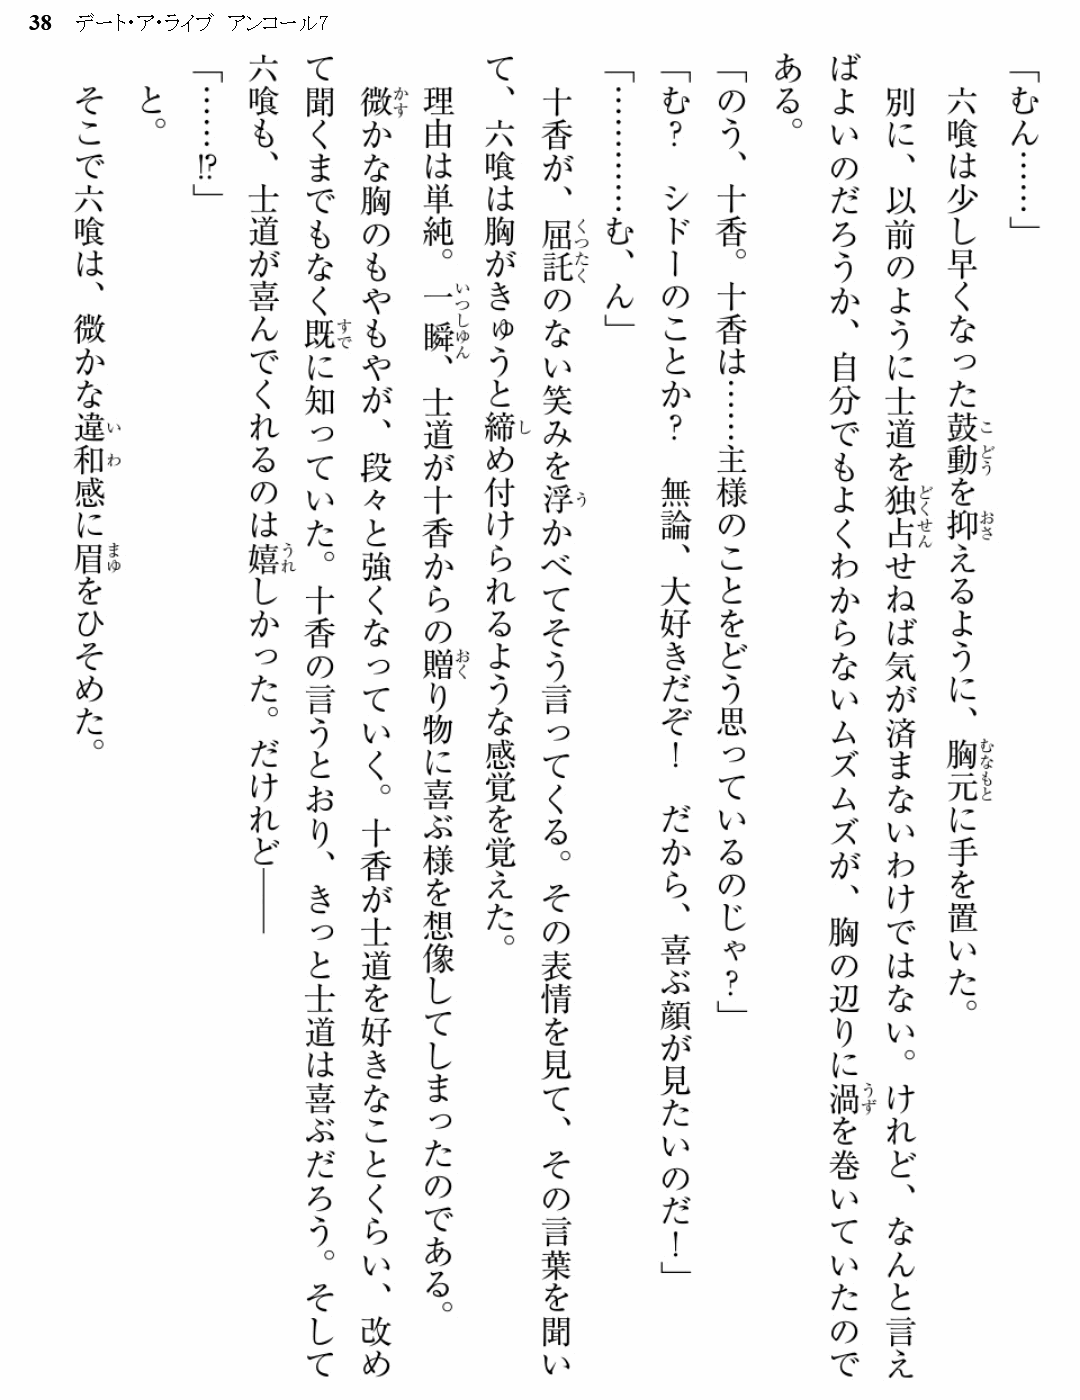 38 デート・ア・ライブ アンコール7
「むん……」
　六喰は少し早くなった鼓動を抑えるように、胸元に手を置いた。
　別に、以前のように士道を独占せねば気が済まないわけではない。けれど、なんと言え
ばよいのだろうか、自分でもよくわからないムズムズが、胸の辺りに渦を巻いていたので
ある。
「のう、十香。十香は……主様のことをどう思っているのじゃ？」
「む？　シドーのことか？　無論、大好きだぞ！　だから、喜ぶ顔が見たいのだ！」
「…………む、ん」
　十香が、屈託のない笑みを浮かべてそう言ってくる。その表情を見て、その言葉を聞い
て、六喰は胸がきゅうと締め付けられるような感覚を覚えた。
　理由は単純。一瞬、士道が十香からの贈り物に喜ぶ様を想像してしまったのである。
　微かな胸のもやもやが、段々と強くなっていく。十香が士道を好きなことくらい、改め
て聞くまでもなく既に知っていた。十香の言うとおり、きっと士道は喜ぶだろう。そして
六喰も、士道が喜んでくれるのは嬉しかった。だけれど――
「……!?」
　と。
　そこで六喰は、微かな違和感に眉をひそめた。